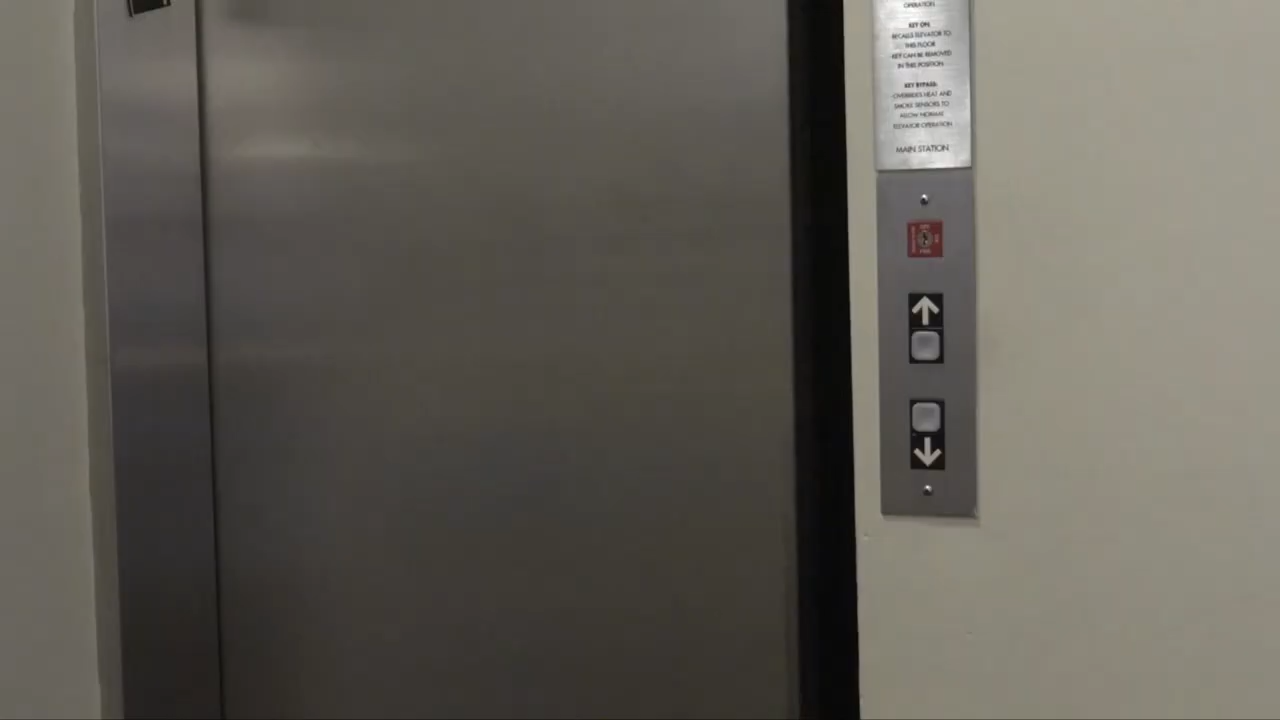 OPERATION
KEY ON:
RECALLS ELEVATOR TO
THIS FLOOR
KEY CAN BE REMOVED
IN THIS POSITION
KEY BYPASS:
OVERRIDES HEAT AND
SMOKE SENSORS TO
ALLOW NORMAL
ELEVATOR OPERATION
MAIN STATION